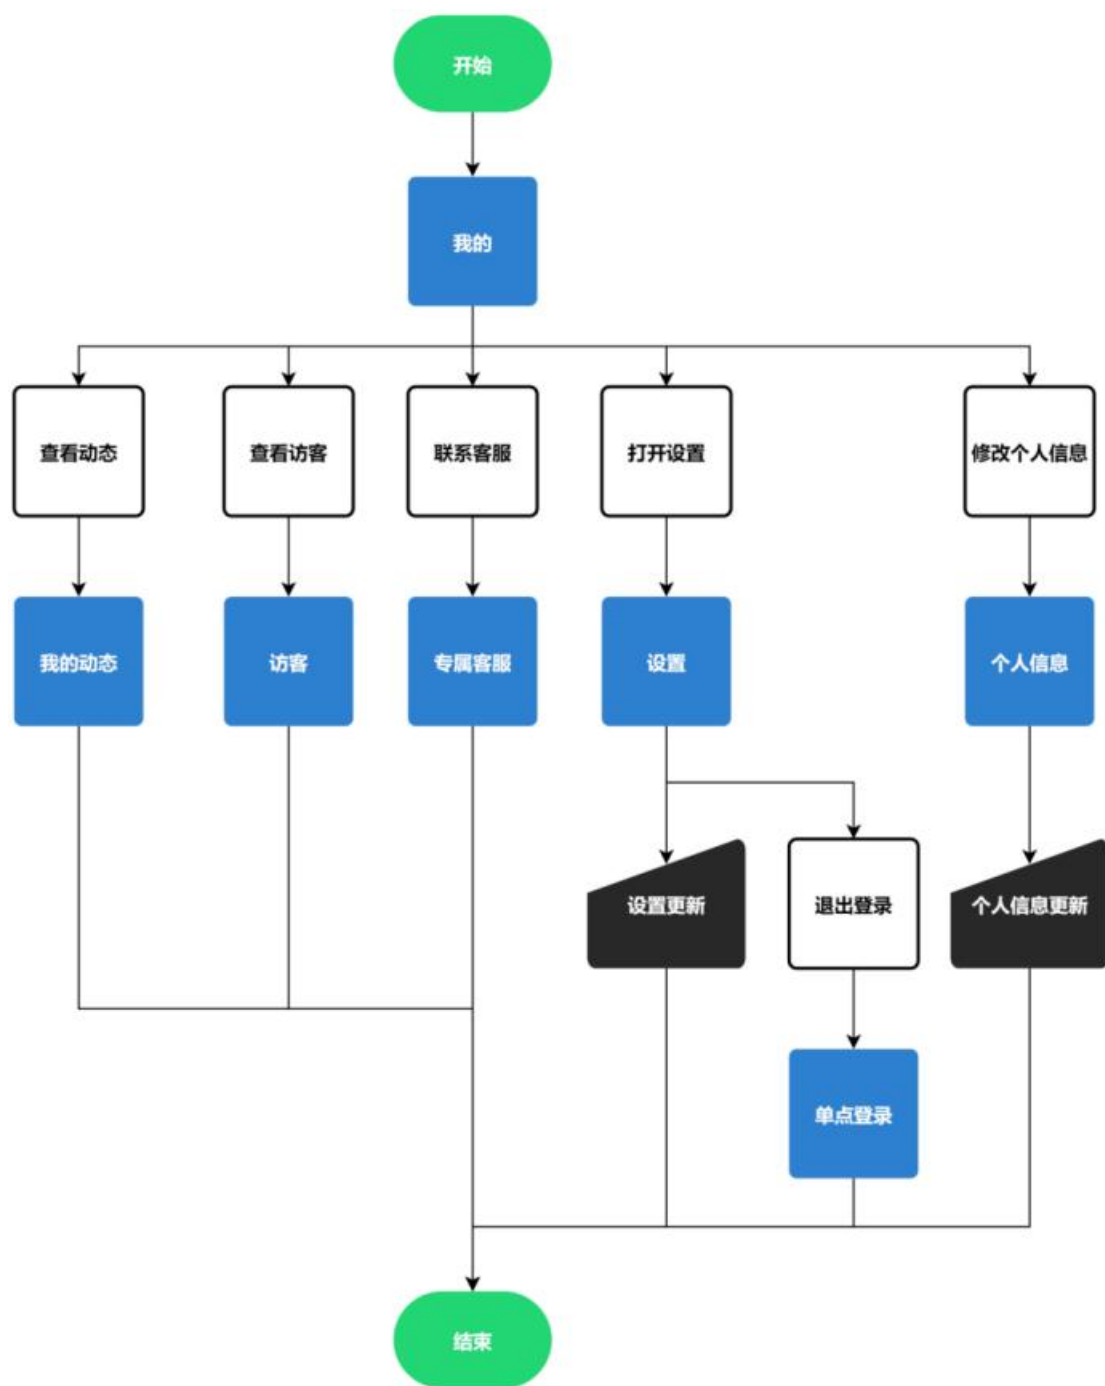 开始
我的
查看动态
查看访客
联系客服
打开设置
修改个人信息
我的动态
访客
专属客服
设置
个人信息
设置更新
退出登录
个人信息更新
单点登录
结束